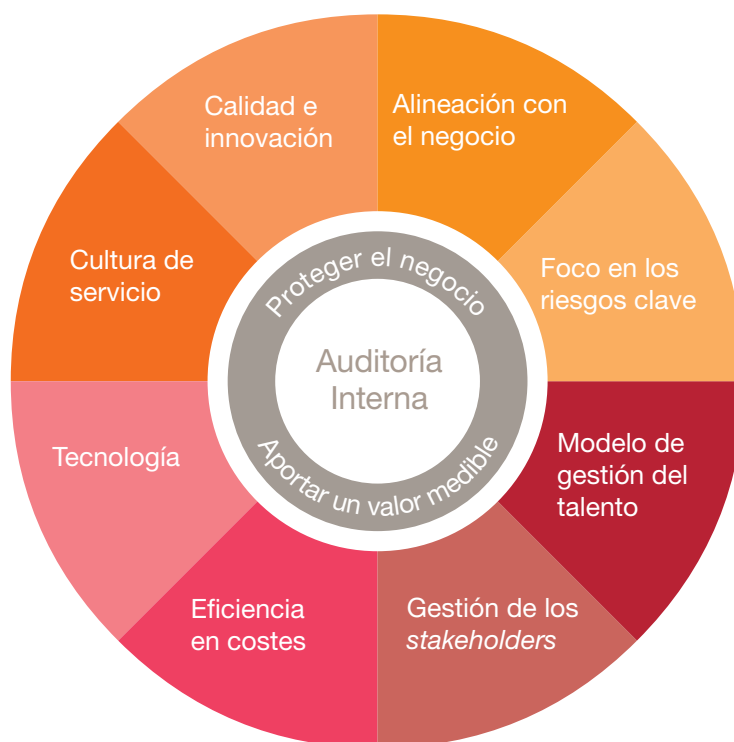 Calidad e
innovación
Alineación con
el negocio
Foco en los
riesgos clave
Modelo de
gestión del
talento
Gestión de los
stakeholders
Eficiencia
en costes
Tecnología
Cultura de
servicio
Proteger el negocio
Auditoría
Interna
Aportar un valor medible